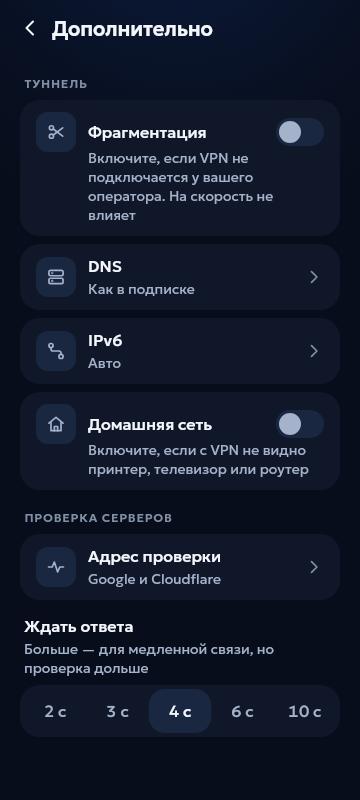 Дополнительно
ТУННЕЛЬ
Фрагментация
Включите, если VPN не
подключается у вашего
оператора. На скорость не
влияет
DNS
Как в подписке
IPv6
Авто
Домашняя сеть
Включите, если с VPN не видно
принтер, телевизор или роутер
ПРОВЕРКА СЕРВЕРОВ
Адрес проверки
Google и Cloudflare
Ждать ответа
Больше — для медленной связи, но
проверка дольше
2 с 3 с 4 с 6 с 10 с